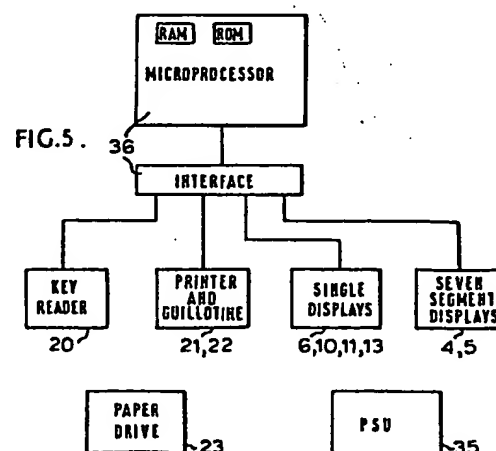 RAM ROM
MICROPROCESSOR
FIG.5. 36
INTERFACE
KEY READER
20
PRINTER AND GUILLOTINE
21,22
SINGLE DISPLAYS
6,10,11,13
SEVEN SEGMENT DISPLAYS
4,5
PAPER DRIVE
23
PSU
35